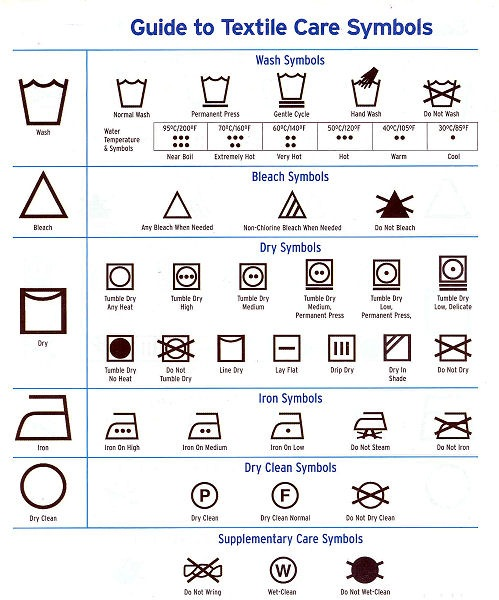 Guide to Textile Care Symbols
Wash Symbols
Wash
Normal Wash
Permanent Press
Gentle Cycle
Hand Wash
Do Not Wash
Water
Temperature
& Symbols
95°C/200°F 70°C/160°F 60°C/140°F 50°C/120°F 40°C/105°F 30°C/85°F
Near Boil Extremely Hot Very Hot Hot Warm Cool
Bleach Symbols
Bleach
Any Bleach When Needed
Non-Chlorine Bleach When Needed
Do Not Bleach
Dry Symbols
Dry
Tumble Dry
Any Heat
Tumble Dry
High
Tumble Dry
Medium
Tumble Dry
Medium,
Permanent Press
Tumble Dry
Low,
Permanent Press,
Tumble Dry
Low, Delicate
Tumble Dry
No Heat
Do Not
Tumble Dry
Line Dry
Lay Flat
Drip Dry
Dry In
Shade
Do Not Dry
Iron Symbols
Iron
Iron On High
Iron On Medium
Iron On Low
Do Not Steam
Do Not Iron
Dry Clean Symbols
Dry Clean
P
Dry Clean
F
Dry Clean Normal
Do Not Dry Clean
Supplementary Care Symbols
Do Not Wring
W
Wet-Clean
Do Not Wet-Clean